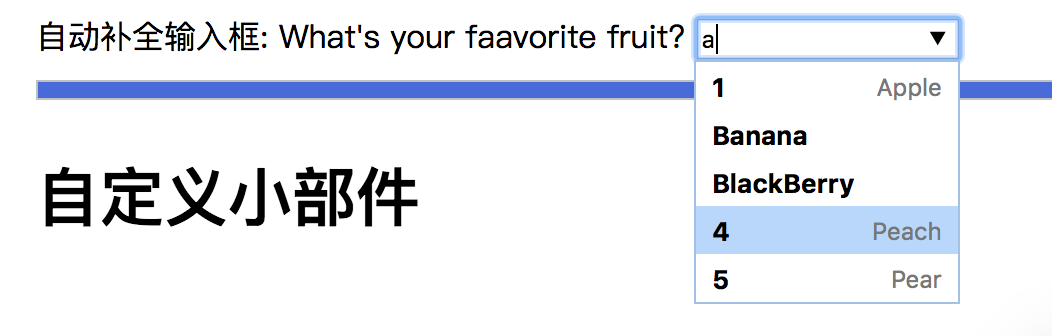 自动补全输入框: What's your faavorite fruit? a
1 Apple
Banana
BlackBerry
4 Peach
5 Pear
自定义小部件